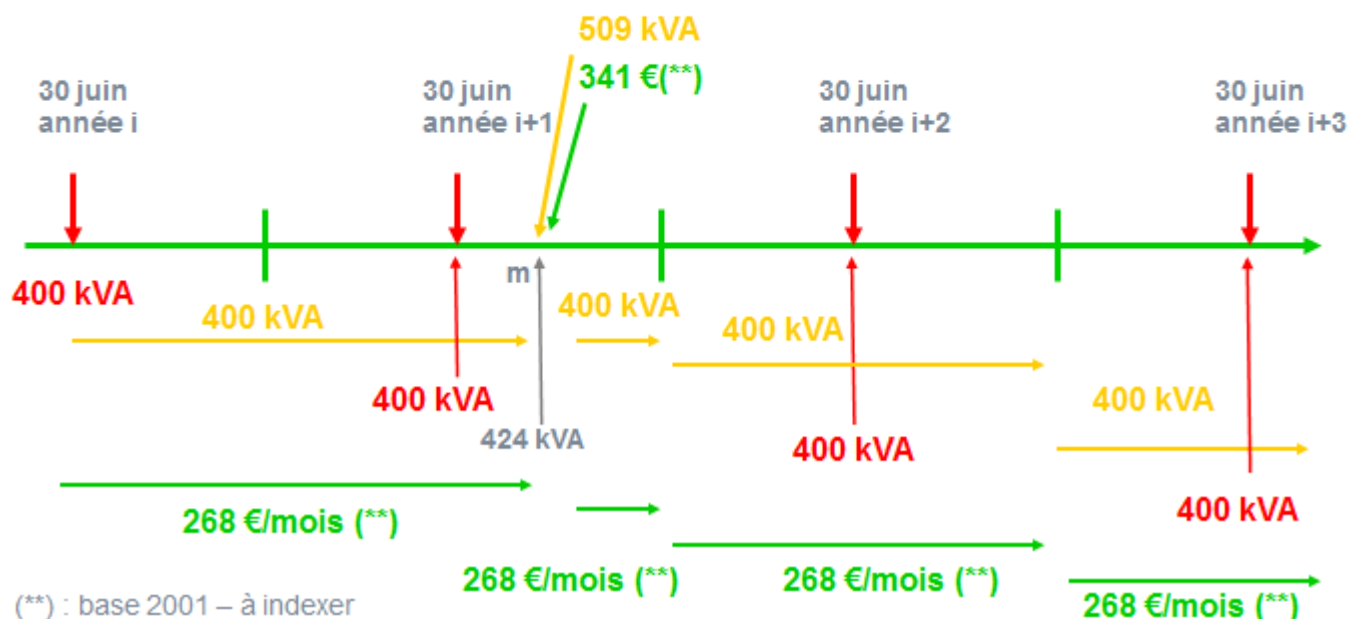 509 kVA
341 €(**)
30 juin
année i
30 juin
année i+1
30 juin
année i+2
30 juin
année i+3
m
400 kVA
400 kVA
400 kVA
400 kVA
400 kVA
400 kVA
424 kVA
400 kVA
400 kVA
268 €/mois (**)
268 €/mois (**)
268 €/mois (**)
268 €/mois (**)
(**) : base 2001 – à indexer